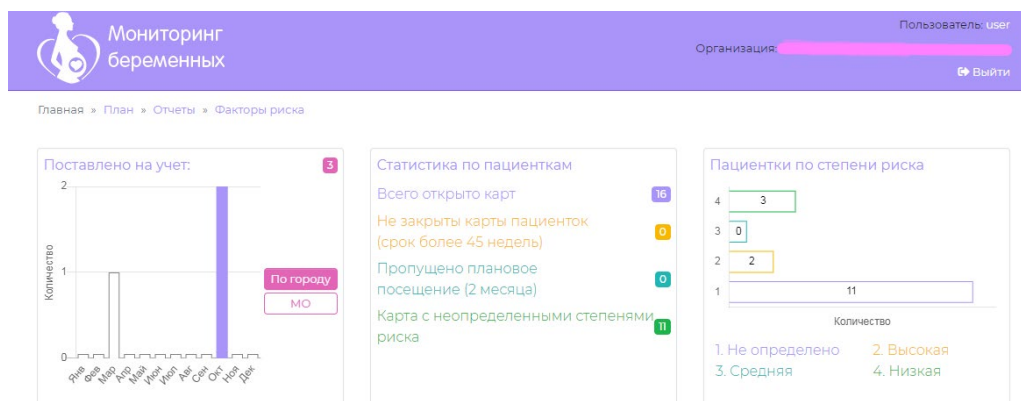 Мониторинг
беременных
Пользователь: user
Организация:
Выйти
Главная » План » Отчеты » Факторы риска
Поставлено на учет: 3
2
1
0
Количество
Янв Фев Мар Апр Май Июн Июл Авг Сен Окт Ноя Дек
По городу
МО
Статистика по пациенткам
Всего открыто карт 16
Не закрыты карты пациенток
(срок более 45 недель) 0
Пропущено плановое
посещение (2 месяца) 0
Карта с неопределенными степенями
риска 11
Пациентки по степени риска
4 3
3 0
2 2
1 11
Количество
1. Не определено 2. Высокая
3. Средняя 4. Низкая